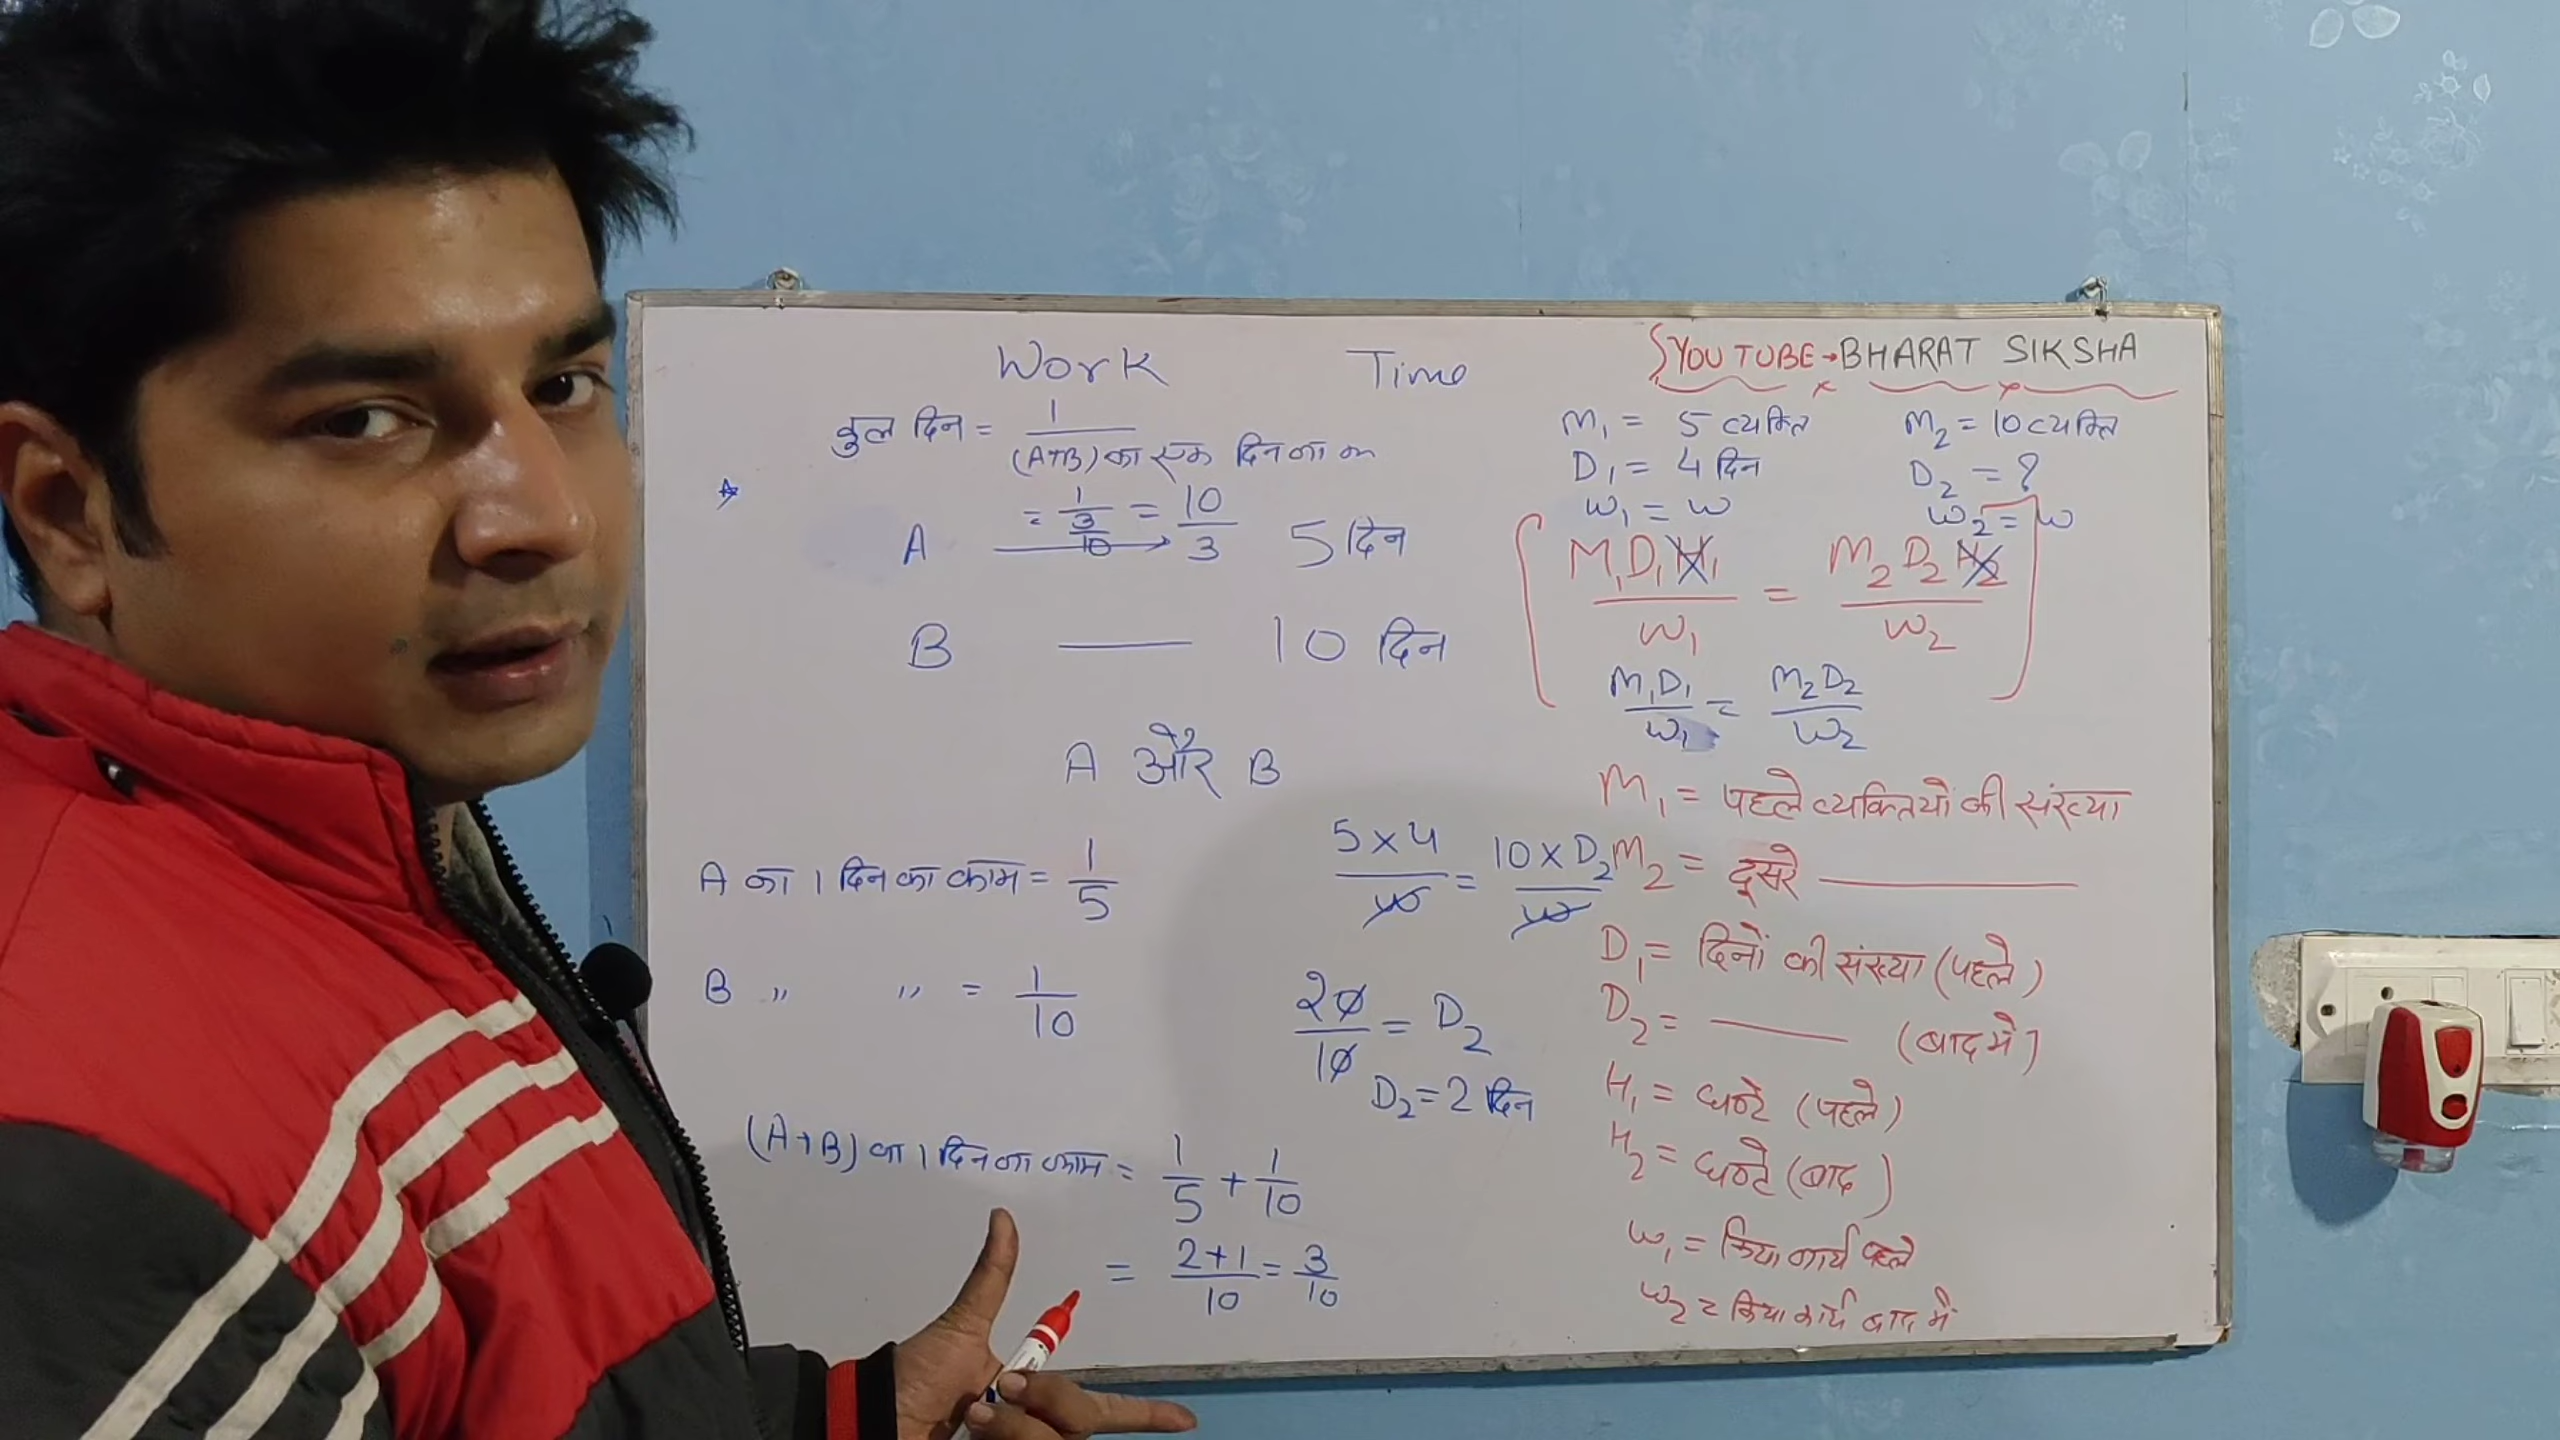 Work Time
YOUTUBE→BHARAT SIKSHA
कुल दिन = 1/(A+B) का एक दिन का
= 1/(3/10) = 10/3
A → 5 दिन
B — 10 दिन
A और B
A का 1 दिन का काम = 1/5
B ,, ,, = 1/10
(A+B) का 1 दिन का काम = 1/5 + 1/10
= 2+1/10 = 3/10
5×4/w = 10×D2/w
20/10 = D2
D2 = 2 दिन
M1 = 5 व्यक्ति M2 = 10 व्यक्ति
D1 = 4 दिन D2 = ?
W1 = W W2 = W
M1D1H1/W1 = M2D2H2/W2
M1D1/W1 = M2D2/W2
M1 = पहले व्यक्तियों की संख्या
M2 = दूसरे ———
D1 = दिनों की संख्या (पहले)
D2 = ——— (बाद में)
H1 = घण्टे (पहले)
H2 = घण्टे (बाद)
W1 = किया कार्य पहले
W2 = किया कार्य बाद में